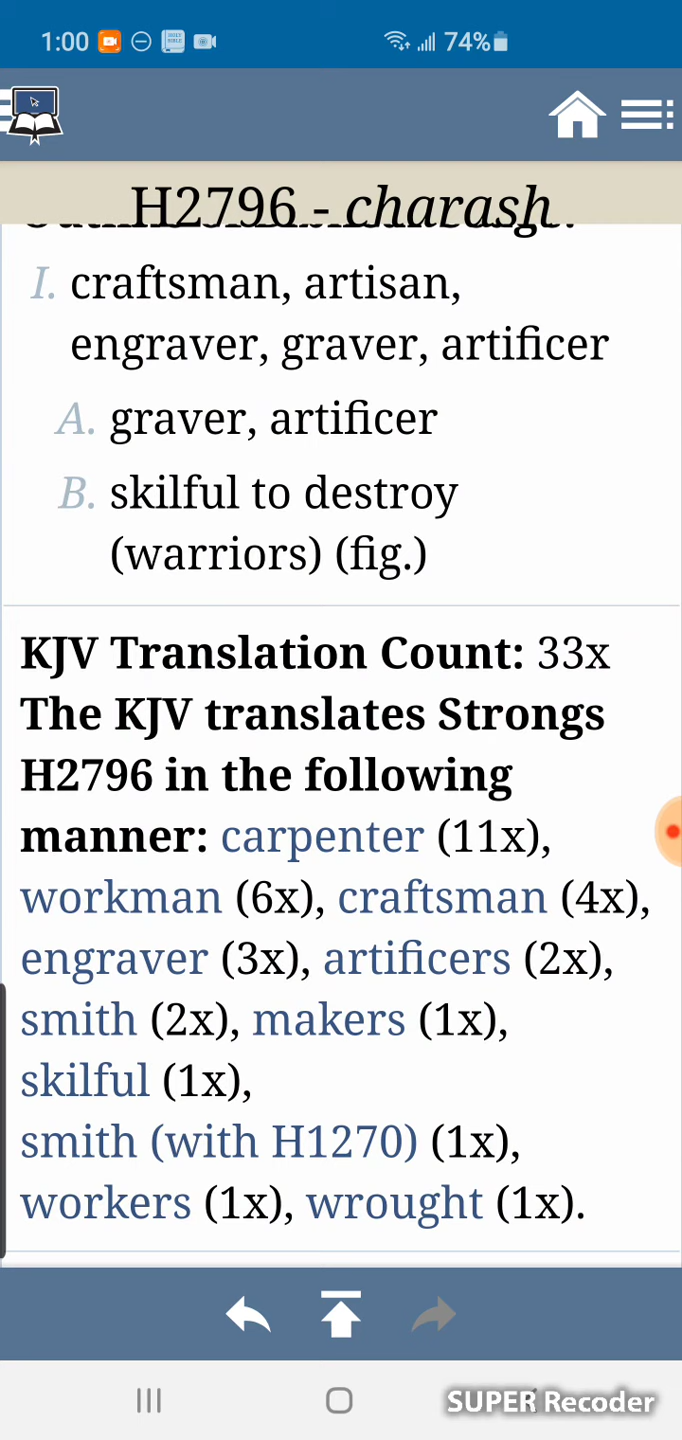 1:00
74%
H2796 - charash
I. craftsman, artisan,
engraver, graver, artificer
A. graver, artificer
B. skilful to destroy
(warriors) (fig.)
KJV Translation Count: 33x
The KJV translates Strongs
H2796 in the following
manner: carpenter (11x),
workman (6x), craftsman (4x),
engraver (3x), artificers (2x),
smith (2x), makers (1x),
skilful (1x),
smith (with H1270) (1x),
workers (1x), wrought (1x).
SUPER Recoder